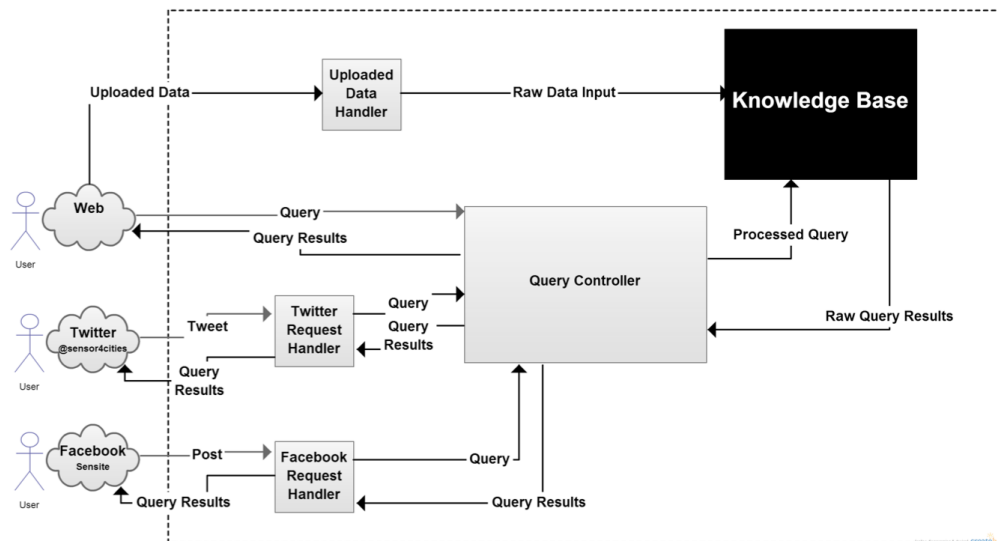 Uploaded Data
Uploaded
Data
Handler
Raw Data Input
Knowledge Base
Web
User
Query
Query Results
Query Controller
Processed Query
Raw Query Results
Twitter
@sensor4cities
User
Tweet
Query
Results
Twitter
Request
Handler
Query
Query
Results
Facebook
Sensite
User
Post
Query Results
Facebook
Request
Handler
Query
Query Results